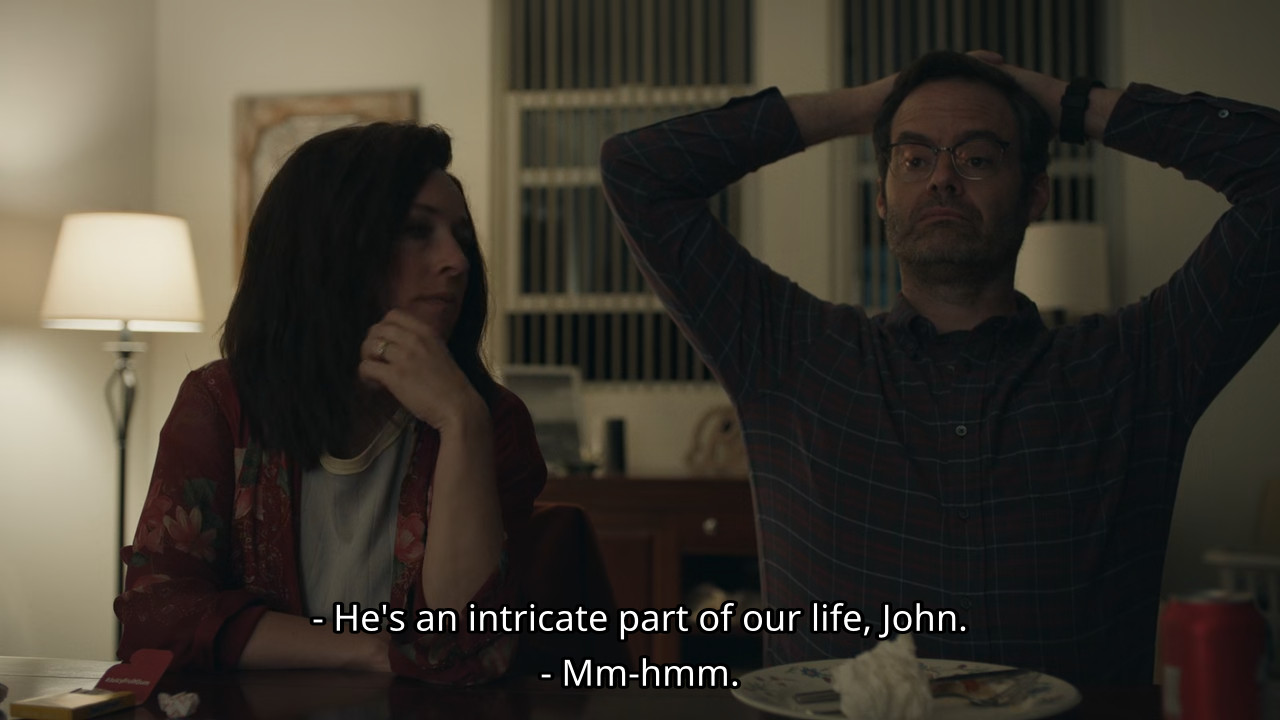 - He's an intricate part of our life, John.
- Mm-hmm.